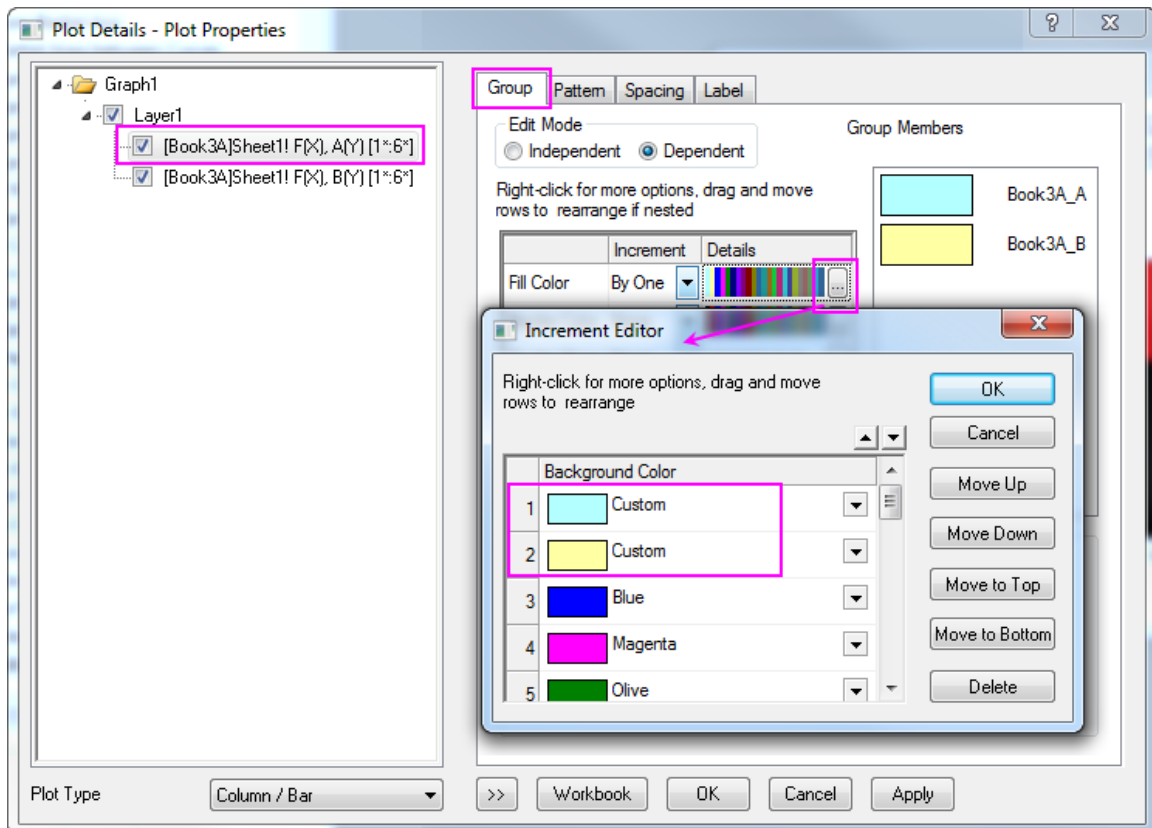 Plot Details - Plot Properties
?
Graph1
Layer1
[Book3A]Sheet1! F(X), A(Y) [1*:6*]
[Book3A]Sheet1! F(X), B(Y) [1*:6*]
Group Pattern Spacing Label
Edit Mode
Independent Dependent
Group Members
Right-click for more options, drag and move
rows to rearrange if nested
Book3A_A
Book3A_B
Increment Details
Fill Color By One ...
Increment Editor
Right-click for more options, drag and move
rows to rearrange
OK
Cancel
Move Up
Move Down
Move to Top
Move to Bottom
Delete
Background Color
1 Custom
2 Custom
3 Blue
4 Magenta
5 Olive
Plot Type Column / Bar >> Workbook OK Cancel Apply